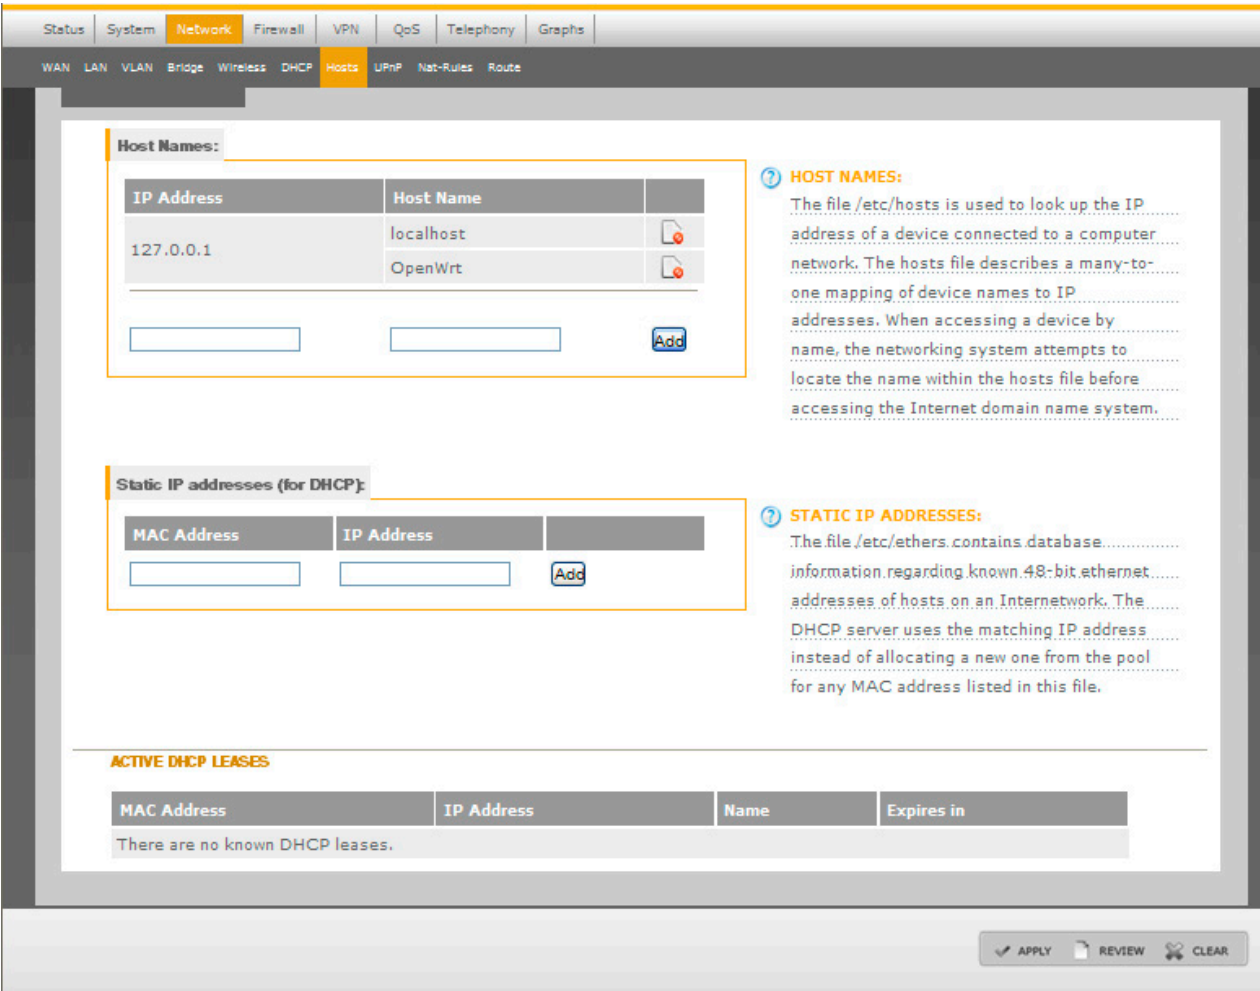 Status System Network Firewall VPN QoS Telephony Graphs
WAN LAN VLAN Bridge Wireless DHCP Hosts UPnP Nat-Rules Route
Host Names:
IP Address Host Name
127.0.0.1
localhost
OpenWrt
Add
HOST NAMES:
The file /etc/hosts is used to look up the IP
address of a device connected to a computer
network. The hosts file describes a many-to-
one mapping of device names to IP
addresses. When accessing a device by
name, the networking system attempts to
locate the name within the hosts file before
accessing the Internet domain name system.
Static IP addresses (for DHCP):
MAC Address IP Address
Add
STATIC IP ADDRESSES:
The file /etc/ethers contains database
information regarding known 48-bit ethernet
addresses of hosts on an Internetwork. The
DHCP server uses the matching IP address
instead of allocating a new one from the pool
for any MAC address listed in this file.
ACTIVE DHCP LEASES
MAC Address IP Address Name Expires in
There are no known DHCP leases.
APPLY REVIEW CLEAR